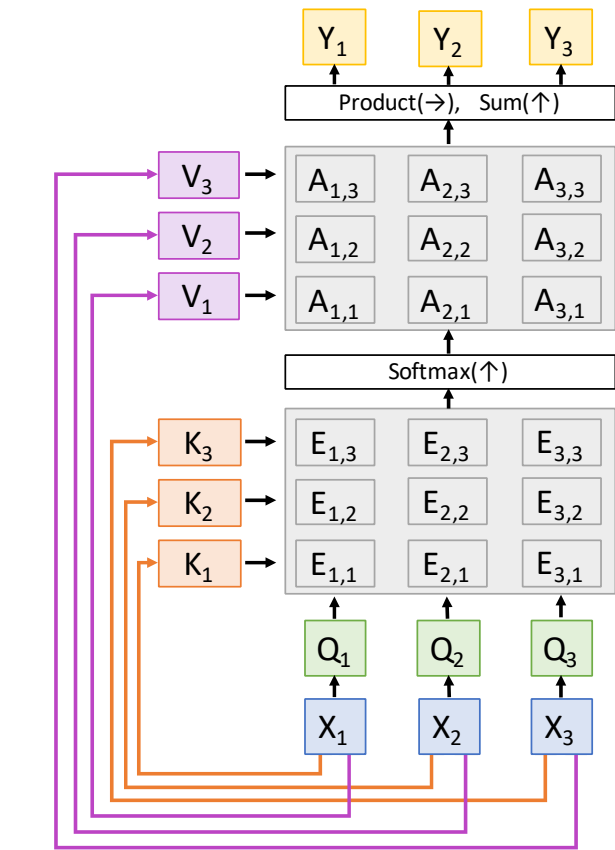 Y1 Y2 Y3
Product(→), Sum(↑)
V3 A1,3 A2,3 A3,3
V2 A1,2 A2,2 A3,2
V1 A1,1 A2,1 A3,1
Softmax(↑)
K3 E1,3 E2,3 E3,3
K2 E1,2 E2,2 E3,2
K1 E1,1 E2,1 E3,1
Q1 Q2 Q3
X1 X2 X3